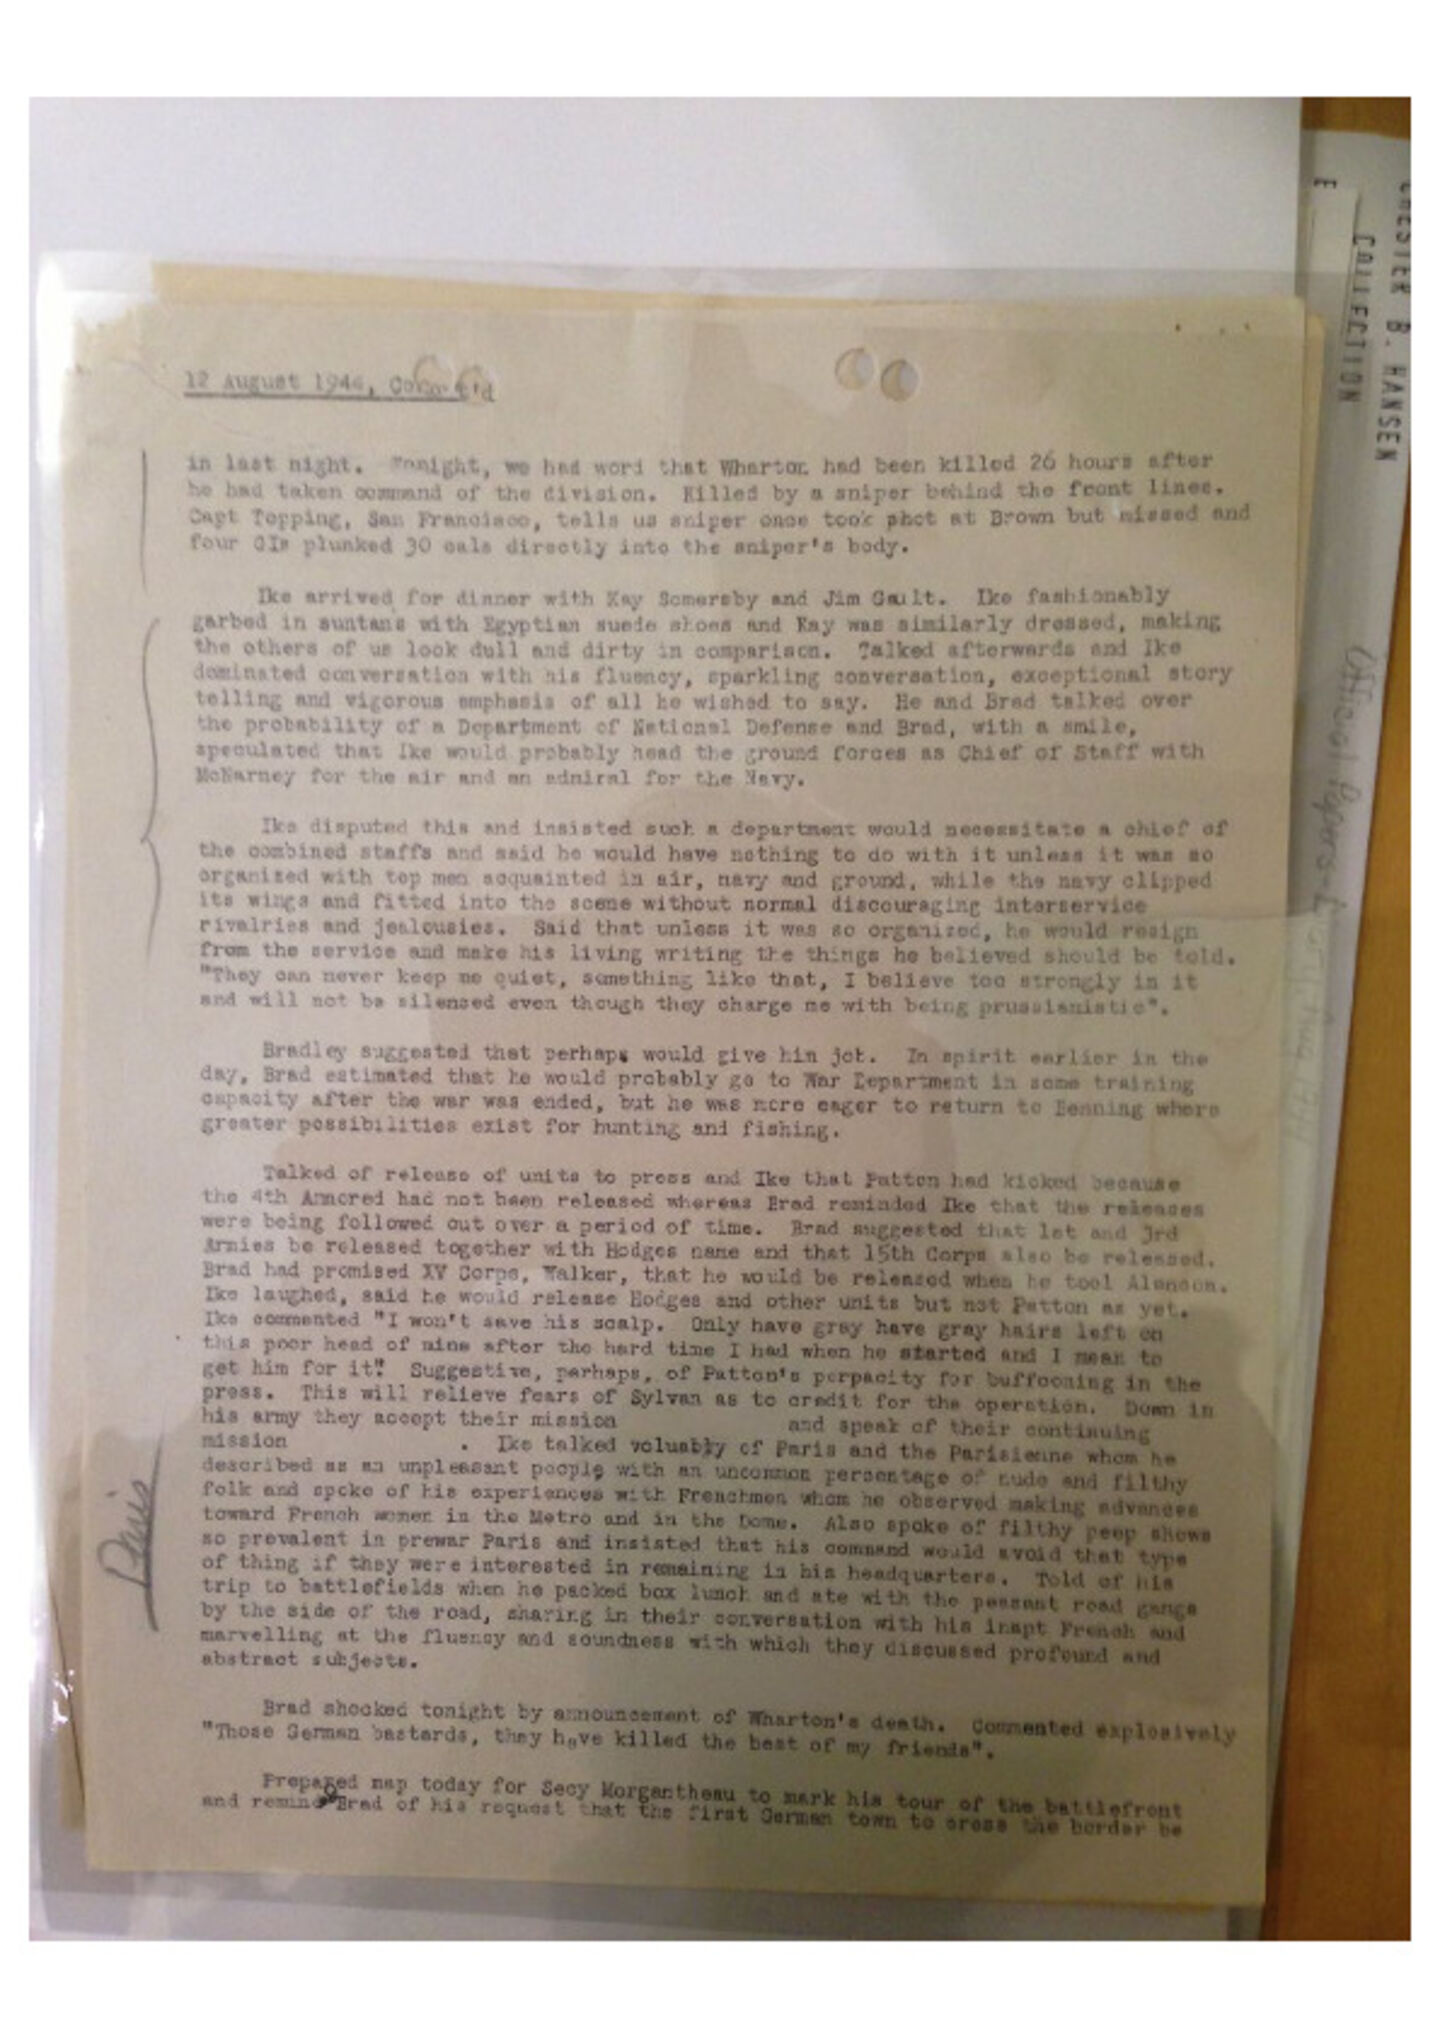 12 August 1944, Cont'd
in last night. Tonight, we had word that Wharton had been killed 26 hours after
he had taken command of the division. Killed by a sniper behind the front lines.
Capt Topping, San Francisco, tells us sniper once took phot at Brown but missed and
four GIs plunked 30 cals directly into the sniper's body.
Ike arrived for dinner with Kay Somersby and Jim Gault. Ike fashionably
garbed in suntans with Egyptian suede shoes and Kay was similarly dressed, making
the others of us look dull and dirty in comparison. Talked afterwards and Ike
dominated conversation with his fluency, sparkling conversation, exceptional story
telling and vigorous emphasis of all he wished to say. He and Brad talked over
the probability of a Department of National Defense and Brad, with a smile,
speculated that Ike would probably head the ground forces as Chief of Staff with
McNarney for the air and an admiral for the Navy.
Ike disputed this and insisted such a department would necessitate a chief of
the combined staffs and said he would have nothing to do with it unless it was so
organized with top men acquainted in air, navy and ground, while the navy clipped
its wings and fitted into the scene without normal discouraging interservice
rivalries and jealousies. Said that unless it was so organized, he would resign
from the service and make his living writing the things he believed should be told.
"They can never keep me quiet, something like that, I believe too strongly in it
and will not be silenced even though they charge me with being prussianistic".
Bradley suggested that perhaps would give him job. In spirit earlier in the
day, Brad estimated that he would probably go to War Department in some training
capacity after the war was ended, but he was more eager to return to Benning where
greater possibilities exist for hunting and fishing.
Talked of release of units to press and Ike that Patton had kicked because
the 4th Armored had not been released whereas Brad reminded Ike that the releases
were being followed out over a period of time. Brad suggested that 1st and 3rd
Armies be released together with Hodges name and that 15th Corps also be released.
Brad had promised XV Corps, Walker, that he would be released when he tool Alencon.
Ike laughed, said he would release Hodges and other units but not Patton as yet.
Ike commented "I won't save his scalp. Only have gray have gray hairs left on
this poor head of mine after the hard time I had when he started and I mean to
get him for it". Suggestive, perhaps, of Patton's perpacity for buffooning in the
press. This will relieve fears of Sylvan as to credit for the operation. Down in
his army they accept their mission and speak of their continuing
mission . Ike talked volubly of Paris and the Parisienne whom he
described as an unpleasant people with an uncommon percentage of nude and filthy
folk and spoke of his experiences with Frenchmen whom he observed making advances
toward French women in the Metro and in the Dome. Also spoke of filthy peep shows
so prevalent in prewar Paris and insisted that his command would avoid that type
of thing if they were interested in remaining in his headquarters. Told of his
trip to battlefields when he packed box lunch and ate with the peasant road gangs
by the side of the road, sharing in their conversation with his inapt French and
marvelling at the fluency and soundness with which they discussed profound and
abstract subjects.
Brad shocked tonight by announcement of Wharton's death. Commented explosively
"Those German bastards, they have killed the best of my friends".
Prepared map today for Secy Morgantheau to mark his tour of the battlefront
and remind Brad of his request that the first German town to cross the border be
Paris
CHESTER B. HANSEN
COLLECTION
Official Papers